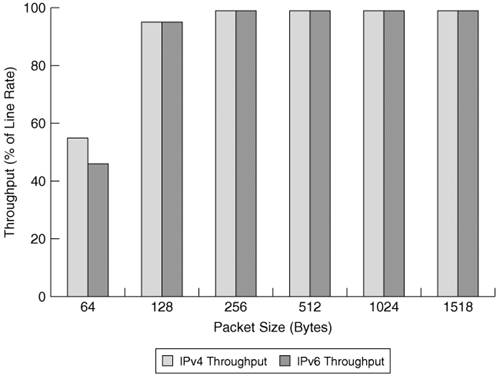 Throughput (% of Line Rate)
100
80
60
40
20
0
64 128 256 512 1024 1518
Packet Size (Bytes)
IPv4 Throughput IPv6 Throughput